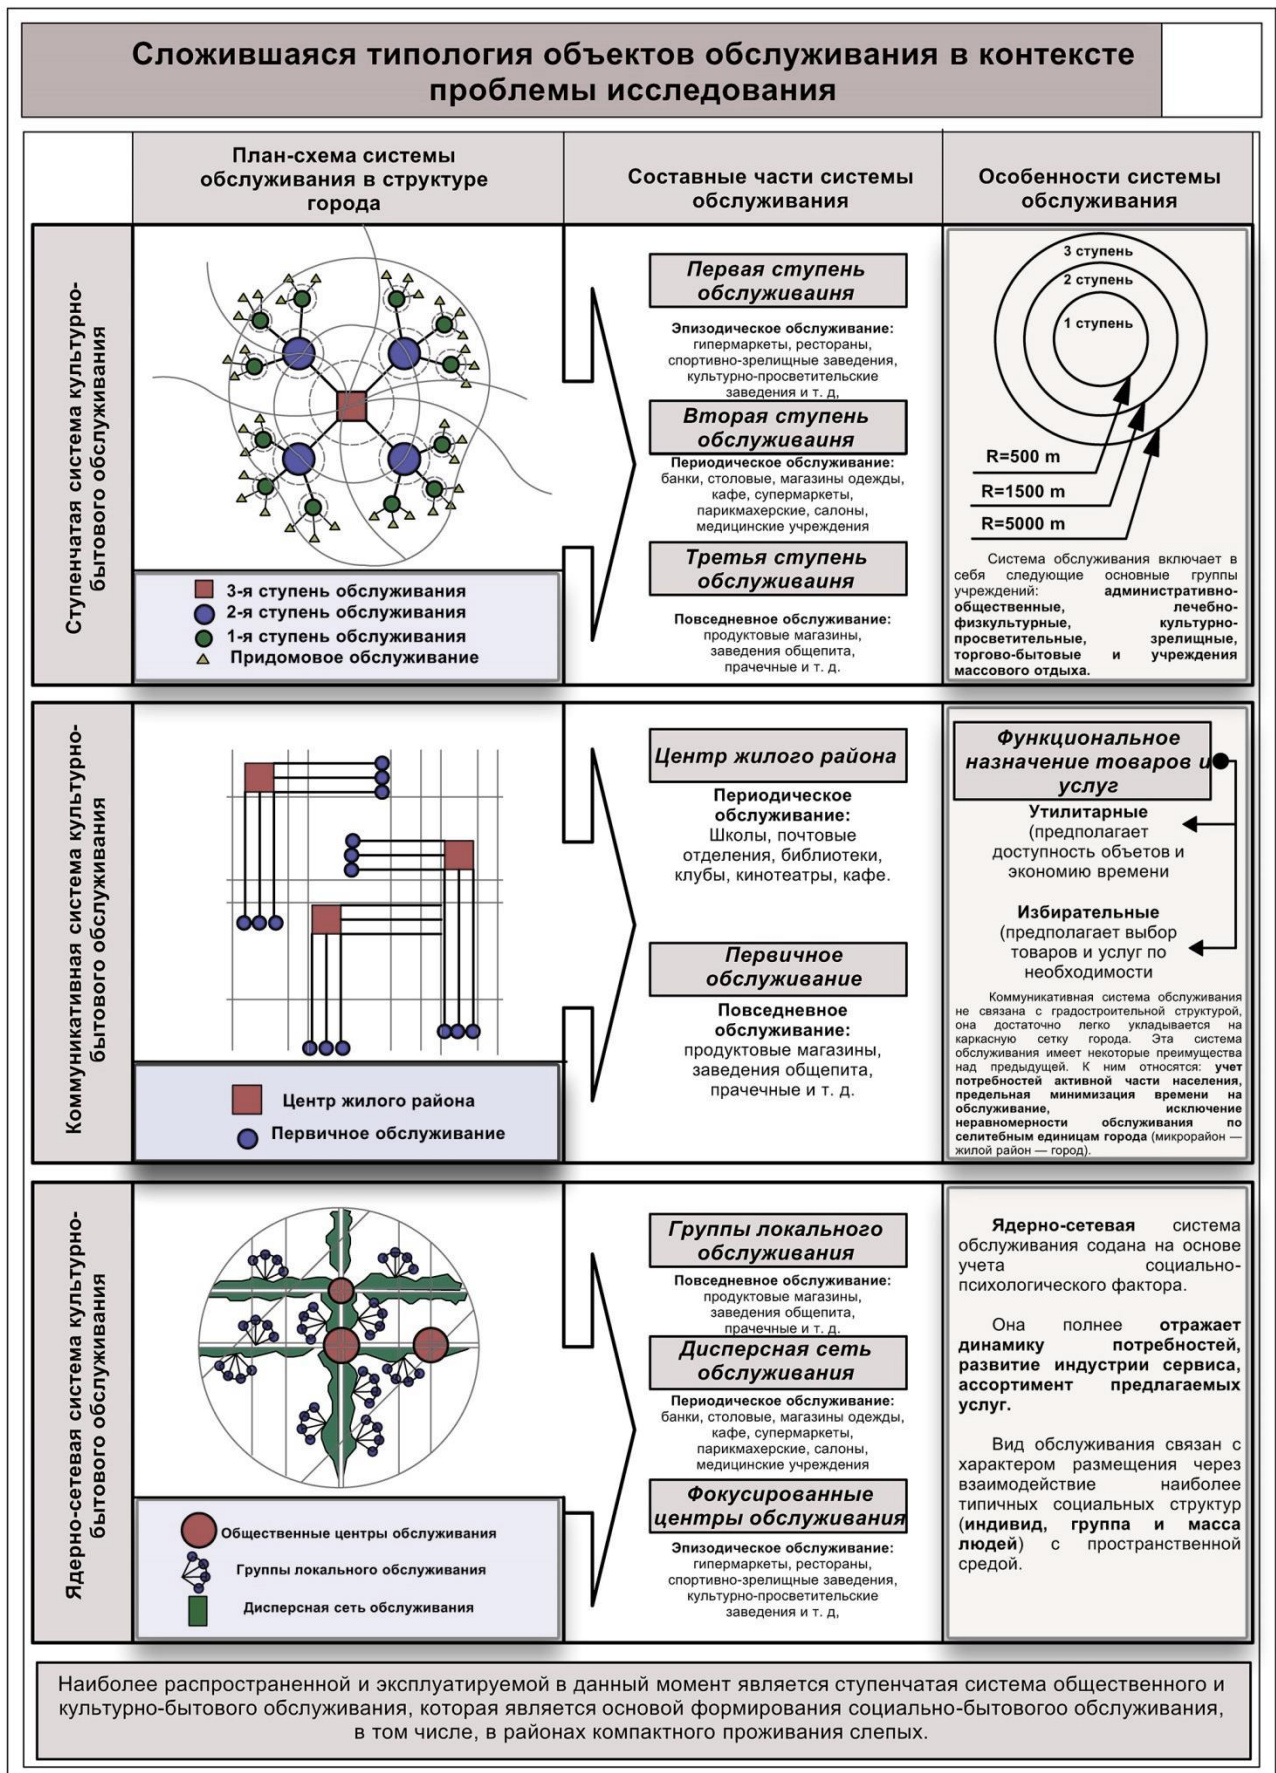 Сложившаяся типология объектов обслуживания в контексте
проблемы исследования
План-схема системы
обслуживания в структуре
города
Составные части системы
обслуживания
Особенности системы
обслуживания
Ступенчатая система культурно-
бытового обслуживания
3-я ступень обслуживания
2-я ступень обслуживания
1-я ступень обслуживания
Придомовое обслуживание
Первая ступень
обслуживаиня
Эпизодическое обслуживание:
гипермаркеты, рестораны,
спортивно-зрелищные заведения,
культурно-просветительские
заведения и т. д,
Вторая ступень
обслуживаиня
Периодическое обслуживание:
банки, столовые, магазины одежды,
кафе, супермаркеты,
парикмахерские, салоны,
медицинские учреждения
Третья ступень
обслуживаиня
Повседневное обслуживание:
продуктовые магазины,
заведения общепита,
прачечные и т. д.
3 ступень
2 ступень
1 ступень
R=500 m
R=1500 m
R=5000 m
Система обслуживания включает в
себя следующие основные группы
учреждений: административно-
общественные, лечебно-
физкультурные, культурно-
просветительные, зрелищные,
торгово-бытовые и учреждения
массового отдыха.
Коммуникативная система культурно-
бытового обслуживания
Центр жилого района
Первичное обслуживание
Центр жилого района
Периодическое
обслуживание:
Школы, почтовые
отделения, библиотеки,
клубы, кинотеатры, кафе.
Первичное
обслуживание
Повседневное
обслуживание:
продуктовые магазины,
заведения общепита,
прачечные и т. д.
Функциональное
назначение товаров и
услуг
Утилитарные
(предполагает
доступность объетов и
экономию времени
Избирательные
(предполагает выбор
товаров и услуг по
необходимости
Коммуникативная система обслуживания
не связана с градостроительной структурой,
она достаточно легко укладывается на
каркасную сетку города. Эта система
обслуживания имеет некоторые преимущества
над предыдущей. К ним относятся: учет
потребностей активной части населения,
предельная минимизация времени на
обслуживание, исключение
неравномерности обслуживания по
селитебным единицам города (микрорайон —
жилой район — город).
Ядерно-сетевая система культурно-
бытового обслуживания
Общественные центры обслуживания
Группы локального обслуживания
Дисперсная сеть обслуживания
Группы локального
обслуживания
Повседневное обслуживание:
продуктовые магазины,
заведения общепита,
прачечные и т. д.
Дисперсная сеть
обслуживания
Периодическое обслуживание:
банки, столовые, магазины одежды,
кафе, супермаркеты,
парикмахерские, салоны,
медицинские учреждения
Фокусированные
центры обслуживания
Эпизодическое обслуживание:
гипермаркеты, рестораны,
спортивно-зрелищные заведения,
культурно-просветительские
заведения и т. д,
Ядерно-сетевая система
обслуживания содана на основе
учета социально-
психологического фактора.
Она полнее отражает
динамику потребностей,
развитие индустрии сервиса,
ассортимент предлагаемых
услуг.
Вид обслуживания связан с
характером размещения через
взаимодействие наиболее
типичных социальных структур
(индивид, группа и масса
людей) с пространственной
средой.
Наиболее распространенной и эксплуатируемой в данный момент является ступенчатая система общественного и
культурно-бытового обслуживания, которая является основой формирования социально-бытовогоо обслуживания,
в том числе, в районах компактного проживания слепых.